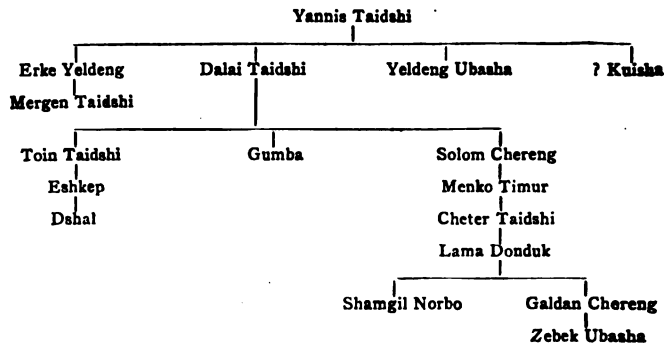 Yannis Taidshi
Erke Yeldeng Dalai Taidshi Yeldeng Ubasha ? Kuisha
Mergen Taidshi
Toin Taidshi Gumba Solom Chereng
Eshkep Menko Timur
Dshal Cheter Taidshi
Lama Donduk
Shamgil Norbo Galdan Chereng
Zebek Ubasha